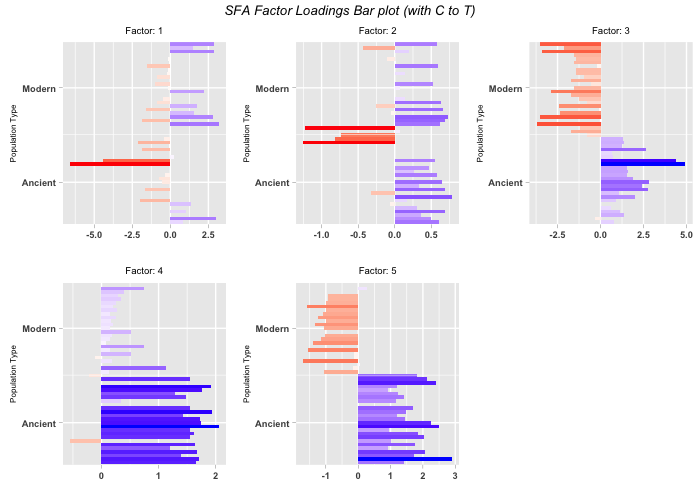 SFA Factor Loadings Bar plot (with C to T)
Factor: 1
Factor: 2
Factor: 3
Population Type
Modern
Ancient
-5.0 -2.5 0.0 2.5
Population Type
Modern
Ancient
-1.0 -0.5 0.0 0.5
Population Type
Modern
Ancient
-2.5 0.0 2.5 5.0
Factor: 4
Factor: 5
Population Type
Modern
Ancient
0 1 2
Population Type
Modern
Ancient
-1 0 1 2 3